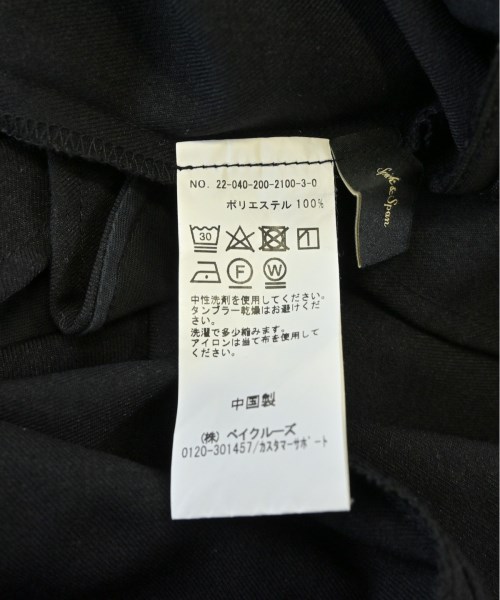 NO. 22-040-200-2100-3-0
ポリエステル 100%
30
F
W
中性洗剤を使用してください。
タンブラー乾燥はお避けくだ
さい。
洗濯で多少縮みます。
アイロンは当て布を使用して
ください。
中国製
(株) ベイクルーズ
0120-301457/カスタマーサポート
Spick & Span